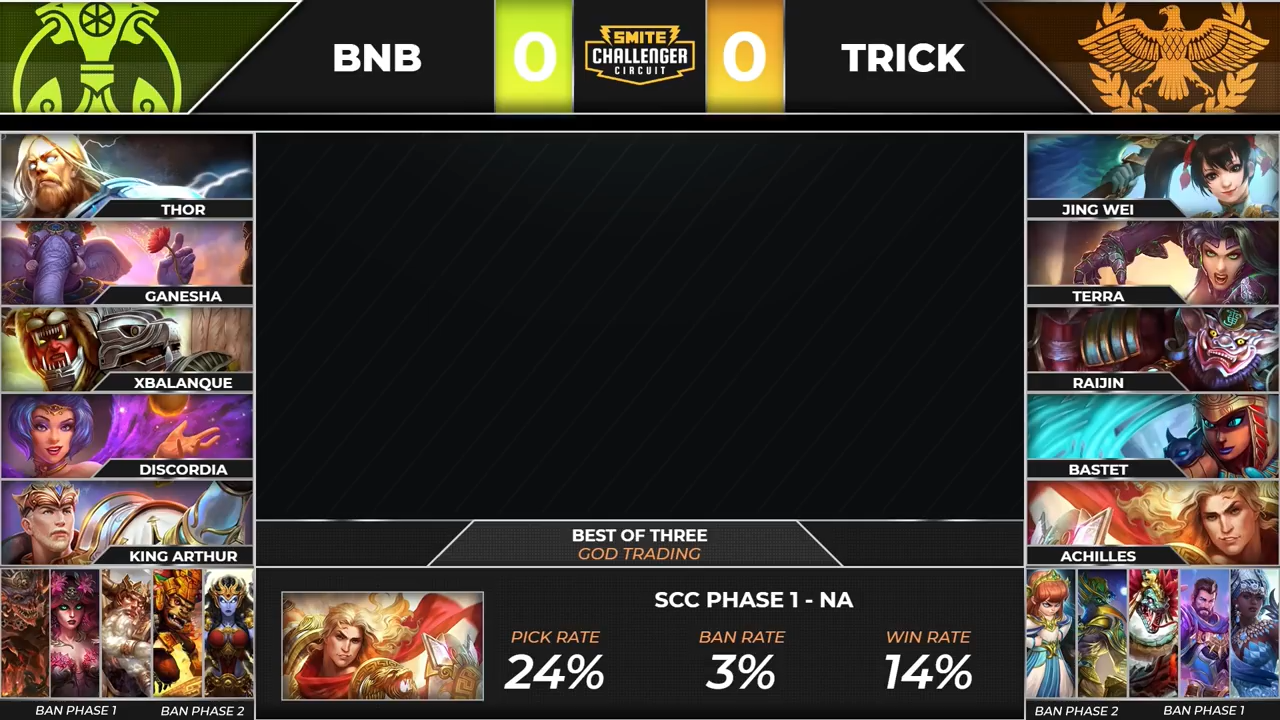 BNB
0
SMITE
CHALLENGER
CIRCUIT
0
TRICK
THOR
GANESHA
XBALANQUE
DISCORDIA
KING ARTHUR
JING WEI
TERRA
RAIJIN
BASTET
ACHILLES
BEST OF THREE
GOD TRADING
SCC PHASE 1 - NA
PICK RATE
BAN RATE
WIN RATE
24%
3%
14%
BAN PHASE 1
BAN PHASE 2
BAN PHASE 2
BAN PHASE 1